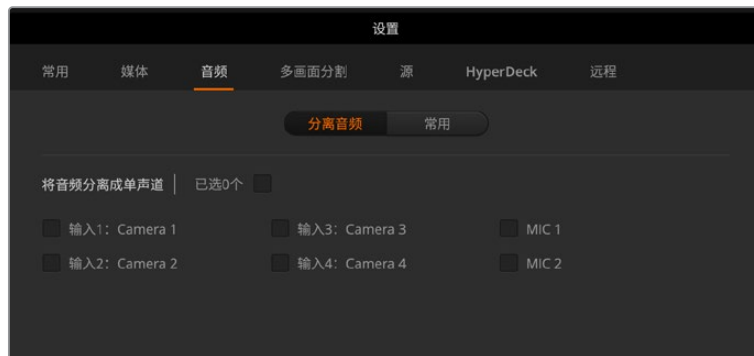 设置
常用 媒体 音频 多画面分割 源 HyperDeck 远程
分离音频 常用
将音频分离成单声道 已选0个
输入1：Camera 1 输入3：Camera 3 MIC 1
输入2：Camera 2 输入4：Camera 4 MIC 2